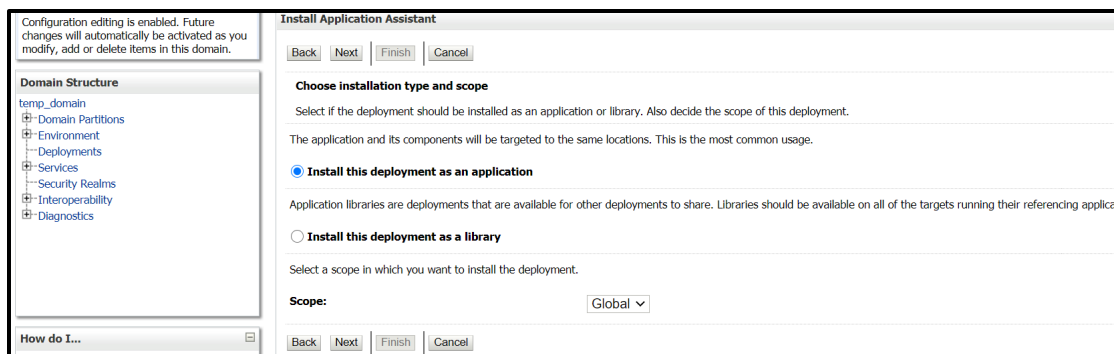 Configuration editing is enabled. Future
changes will automatically be activated as you
modify, add or delete items in this domain.
Domain Structure
temp_domain
Domain Partitions
Environment
Deployments
Services
Security Realms
Interoperability
Diagnostics
How do I...
Install Application Assistant
Back Next Finish Cancel
Choose installation type and scope
Select if the deployment should be installed as an application or library. Also decide the scope of this deployment.
The application and its components will be targeted to the same locations. This is the most common usage.
Install this deployment as an application
Application libraries are deployments that are available for other deployments to share. Libraries should be available on all of the targets running their referencing applica
Install this deployment as a library
Select a scope in which you want to install the deployment.
Scope: Global
Back Next Finish Cancel